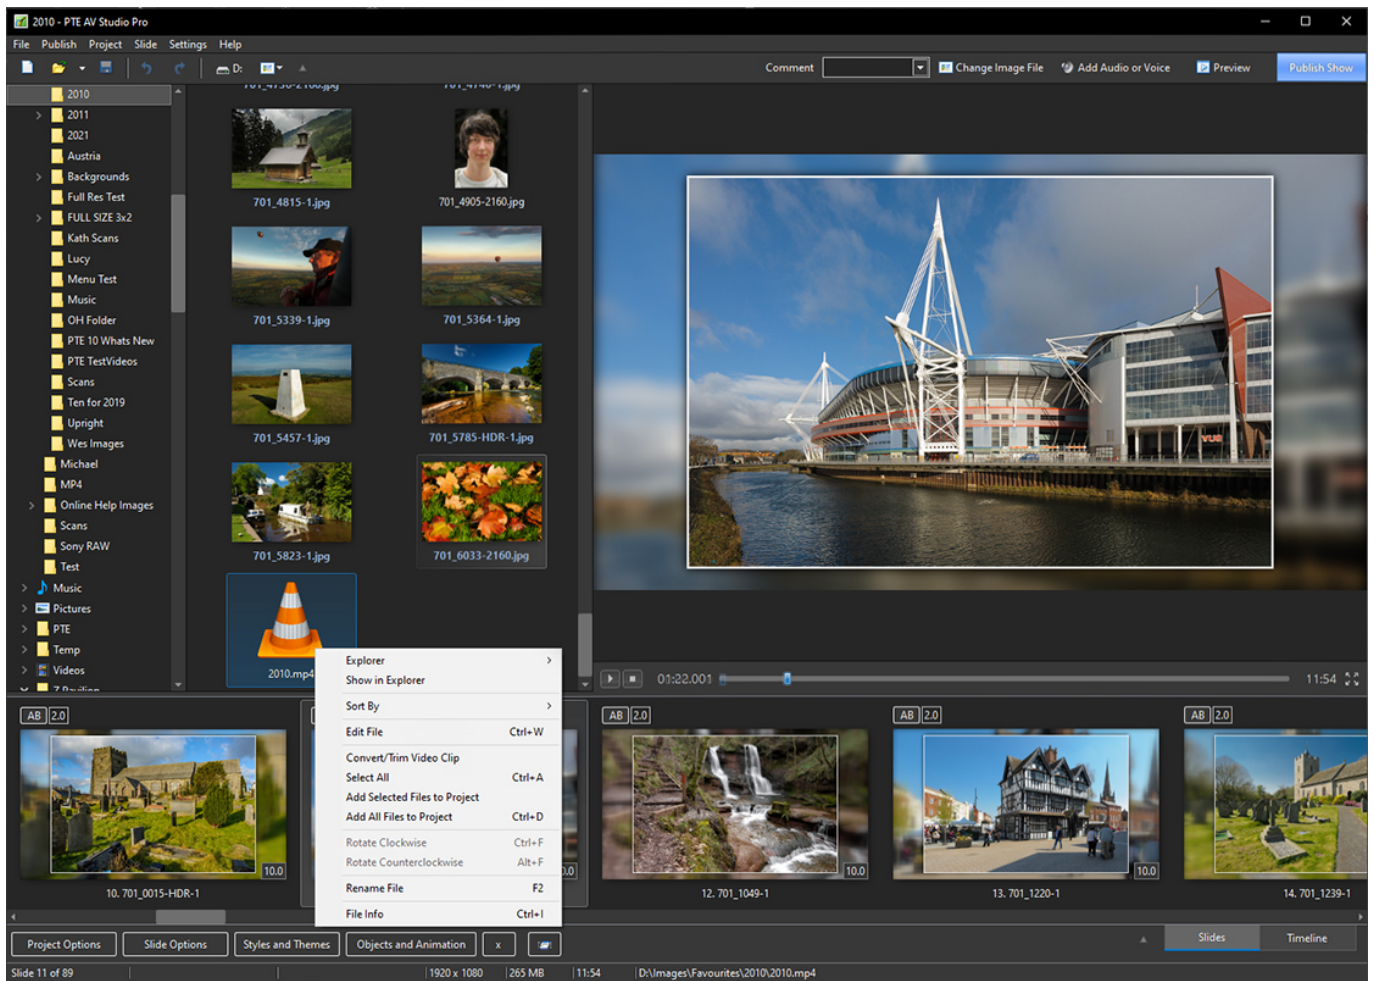 2010 - PTE AV Studio Pro
File Publish Project Slide Settings Help
D: Comment Change Image File Add Audio or Voice Preview Publish Show
2010
2011
2021
Austria
Backgrounds
Full Res Test
FULL SIZE 3x2
Kath Scans
Lucy
Menu Test
Music
OH Folder
PTE 10 Whats New
PTE TestVideos
Scans
Ten for 2019
Upright
Wes Images
Michael
MP4
Online Help Images
Scans
Sony RAW
Test
Music
Pictures
PTE
Temp
Videos
Z Pavilion
701_4730-2160.jpg 701_4740-1.jpg
701_4815-1.jpg 701_4905-2160.jpg
701_5339-1.jpg 701_5364-1.jpg
701_5457-1.jpg 701_5785-HDR-1.jpg
701_5823-1.jpg 701_6033-2160.jpg
2010.mp4
VUE
01:22.001 11:54
Explorer
Show in Explorer
Sort By
Edit File Ctrl+W
Convert/Trim Video Clip
Select All Ctrl+A
Add Selected Files to Project
Add All Files to Project Ctrl+D
Rotate Clockwise Ctrl+F
Rotate Counterclockwise Alt+F
Rename File F2
File Info Ctrl+I
AB 2.0 AB 2.0 AB 2.0 AB 2.0
10.0 0.0 10.0 10.0
10. 701_0015-HDR-1 12. 701_1049-1 13. 701_1220-1 14. 701_1239-1
Project Options Slide Options Styles and Themes Objects and Animation x Slides Timeline
Slide 11 of 89 1920 x 1080 265 MB 11:54 D:\Images\Favourites\2010\2010.mp4